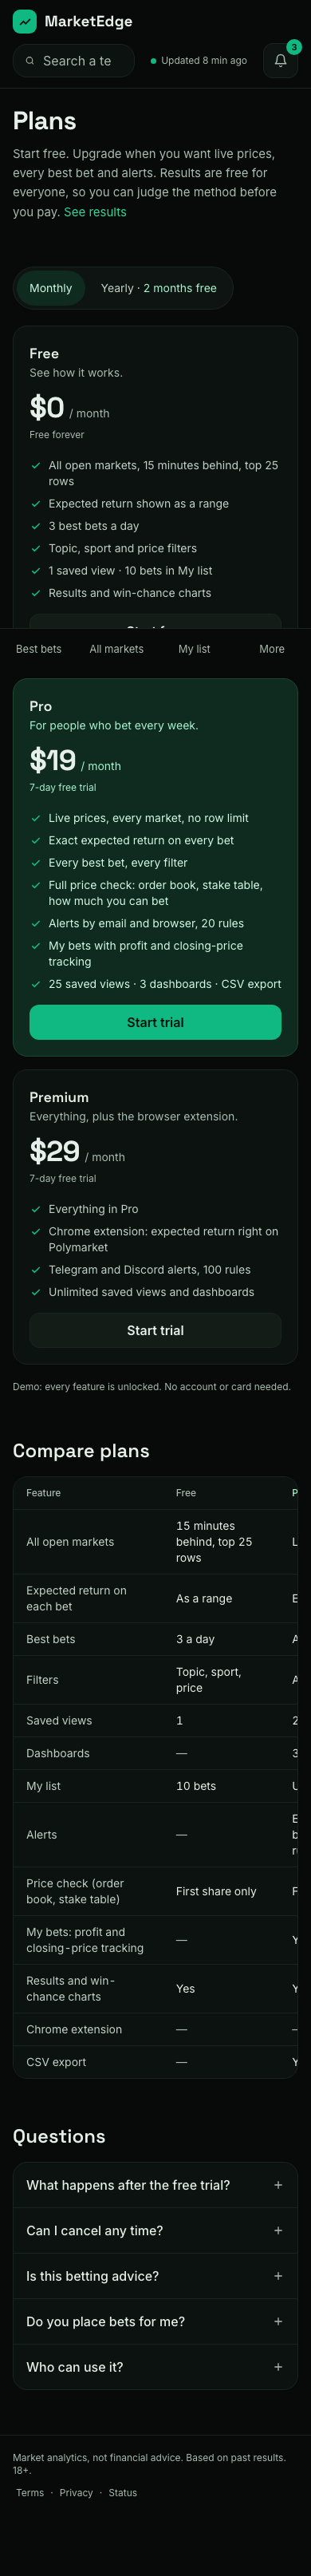 MarketEdge
Search a te
Updated 8 min ago
3
Plans
Start free. Upgrade when you want live prices,
every best bet and alerts. Results are free for
everyone, so you can judge the method before
you pay. See results
Monthly
Yearly · 2 months free
Free
See how it works.
$0 / month
Free forever
All open markets, 15 minutes behind, top 25
rows
Expected return shown as a range
3 best bets a day
Topic, sport and price filters
1 saved view · 10 bets in My list
Results and win-chance charts
Best bets
All markets
My list
More
Pro
For people who bet every week.
$19 / month
7-day free trial
Live prices, every market, no row limit
Exact expected return on every bet
Every best bet, every filter
Full price check: order book, stake table,
how much you can bet
Alerts by email and browser, 20 rules
My bets with profit and closing-price
tracking
25 saved views · 3 dashboards · CSV export
Start trial
Premium
Everything, plus the browser extension.
$29 / month
7-day free trial
Everything in Pro
Chrome extension: expected return right on
Polymarket
Telegram and Discord alerts, 100 rules
Unlimited saved views and dashboards
Start trial
Demo: every feature is unlocked. No account or card needed.
Compare plans
Feature Free P
All open markets
15 minutes
behind, top 25
rows
L
Expected return on
each bet
As a range
E
Best bets 3 a day A
Filters
Topic, sport,
price
A
Saved views 1 2
Dashboards — 3
My list 10 bets U
Alerts —
E
b
r
Price check (order
book, stake table)
First share only
F
My bets: profit and
closing-price tracking
—
Y
Results and win-
chance charts
Yes
Y
Chrome extension — –
CSV export — Y
Questions
What happens after the free trial? +
Can I cancel any time? +
Is this betting advice? +
Do you place bets for me? +
Who can use it? +
Market analytics, not financial advice. Based on past results.
18+.
Terms · Privacy · Status